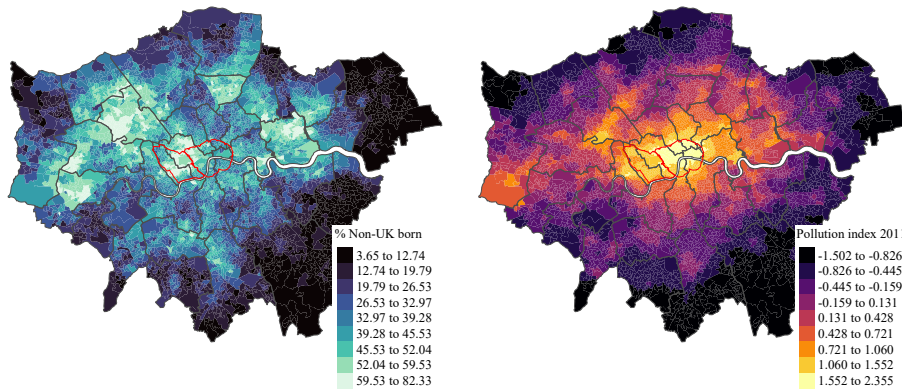 % Non-UK born
3.65 to 12.74
12.74 to 19.79
19.79 to 26.53
26.53 to 32.97
32.97 to 39.28
39.28 to 45.53
45.53 to 52.04
52.04 to 59.53
59.53 to 82.33
Pollution index 201
-1.502 to -0.826
-0.826 to -0.445
-0.445 to -0.159
-0.159 to 0.131
0.131 to 0.428
0.428 to 0.721
0.721 to 1.060
1.060 to 1.552
1.552 to 2.355